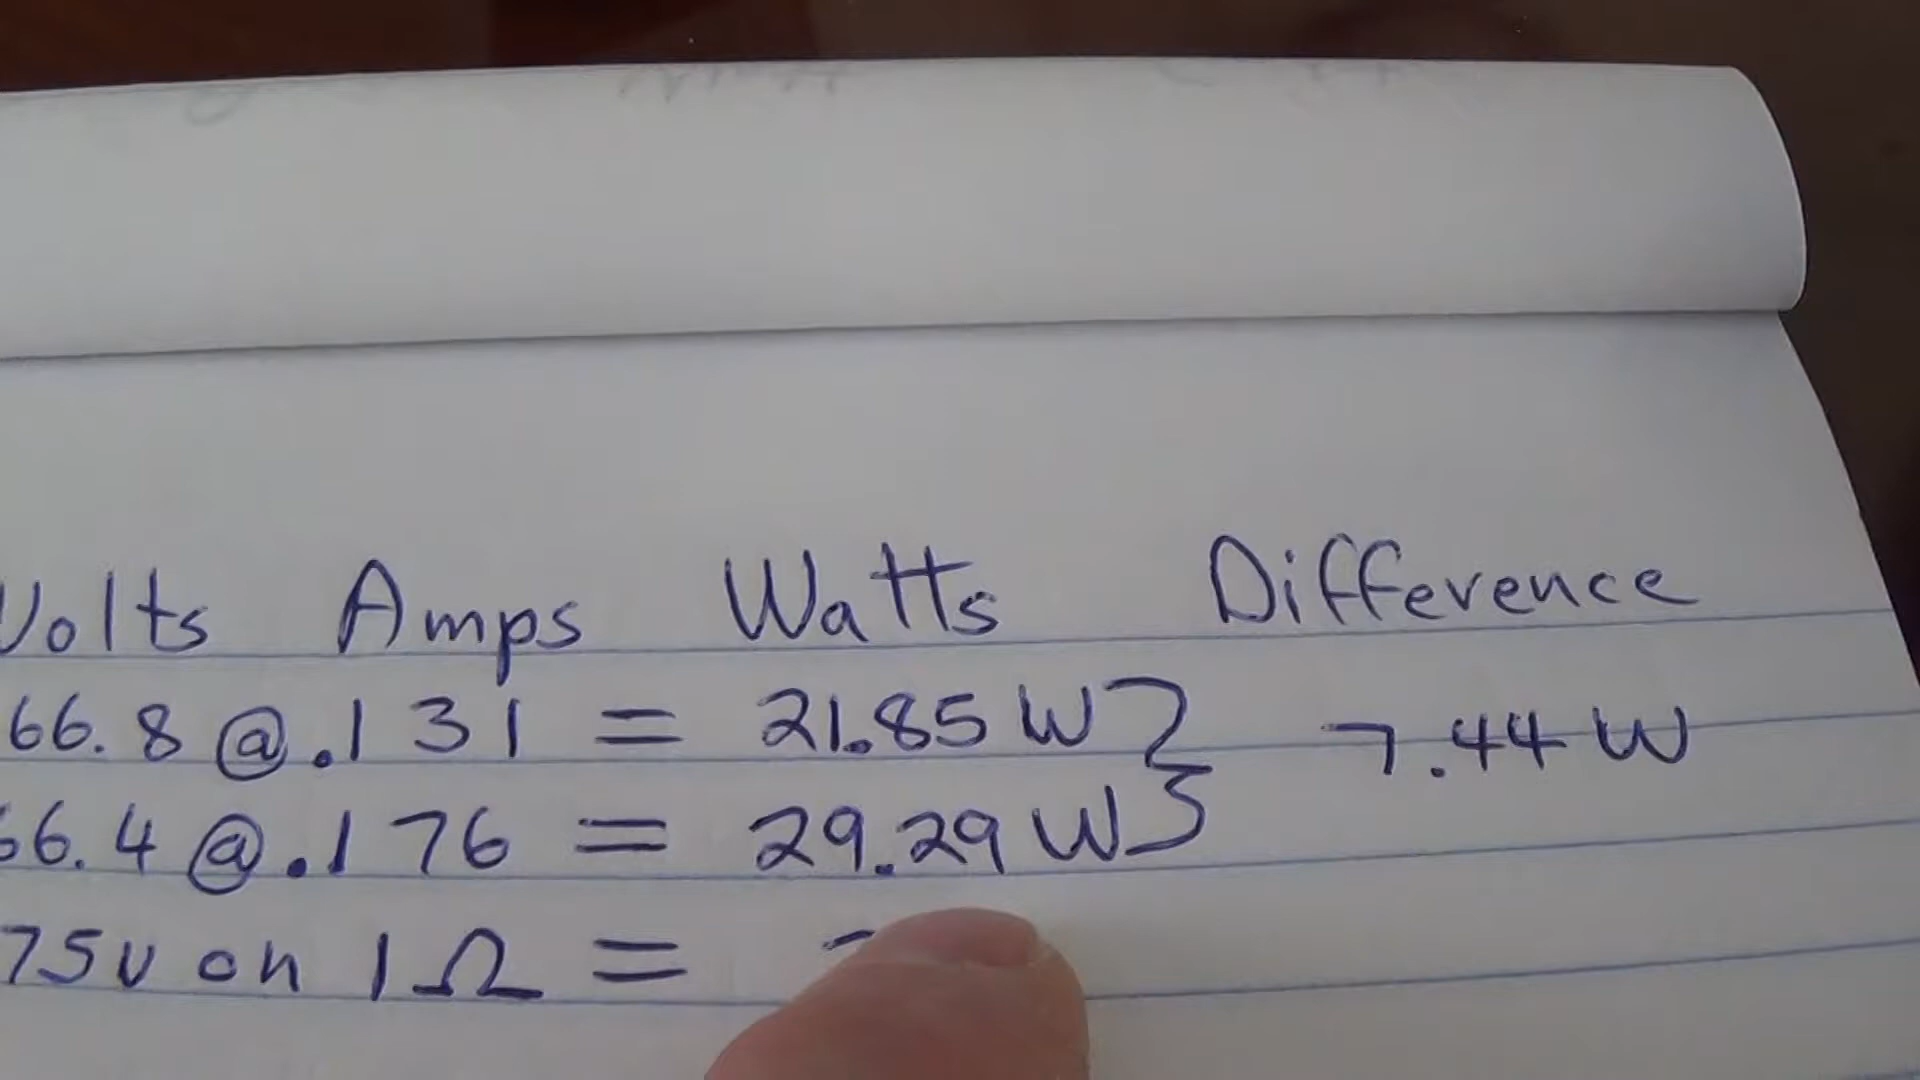 Volts Amps Watts Difference
66.8 @ .131 = 21.85 W } 7.44 W
66.4 @ .176 = 29.29 W }
75v on 1Ω =